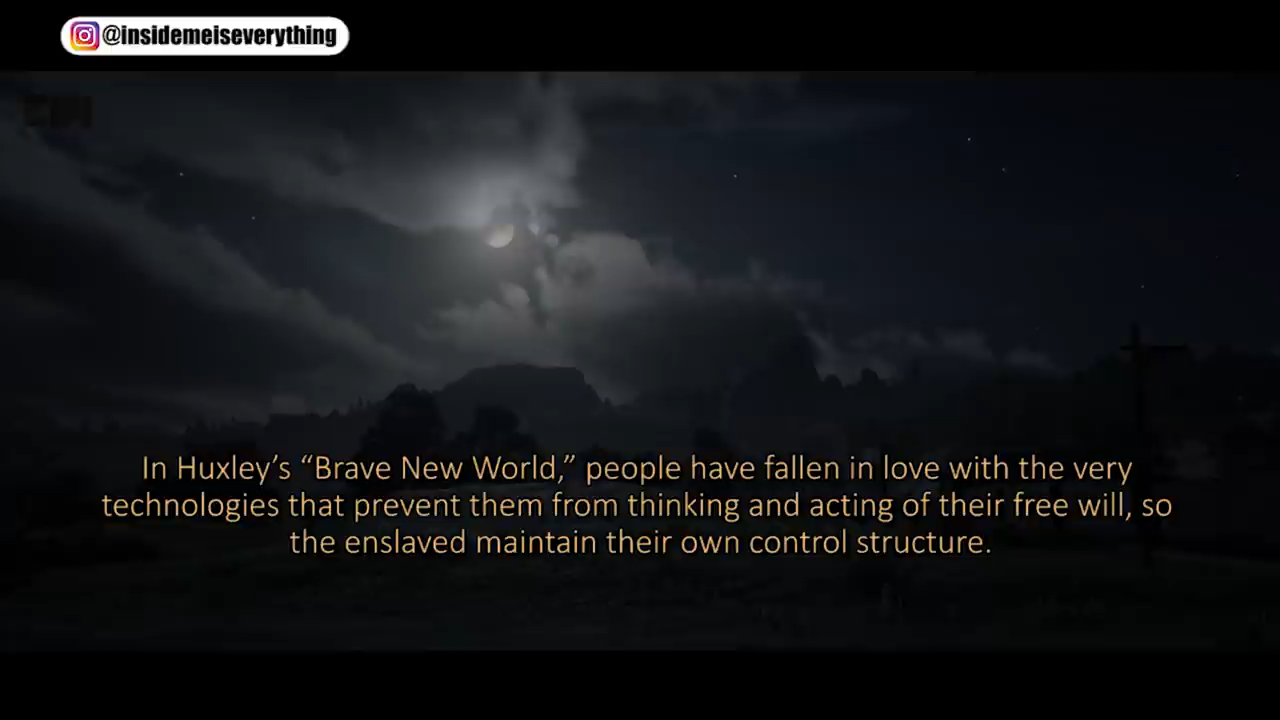 @insidemeiseverything
In Huxley’s “Brave New World,” people have fallen in love with the very
technologies that prevent them from thinking and acting of their free will, so
the enslaved maintain their own control structure.